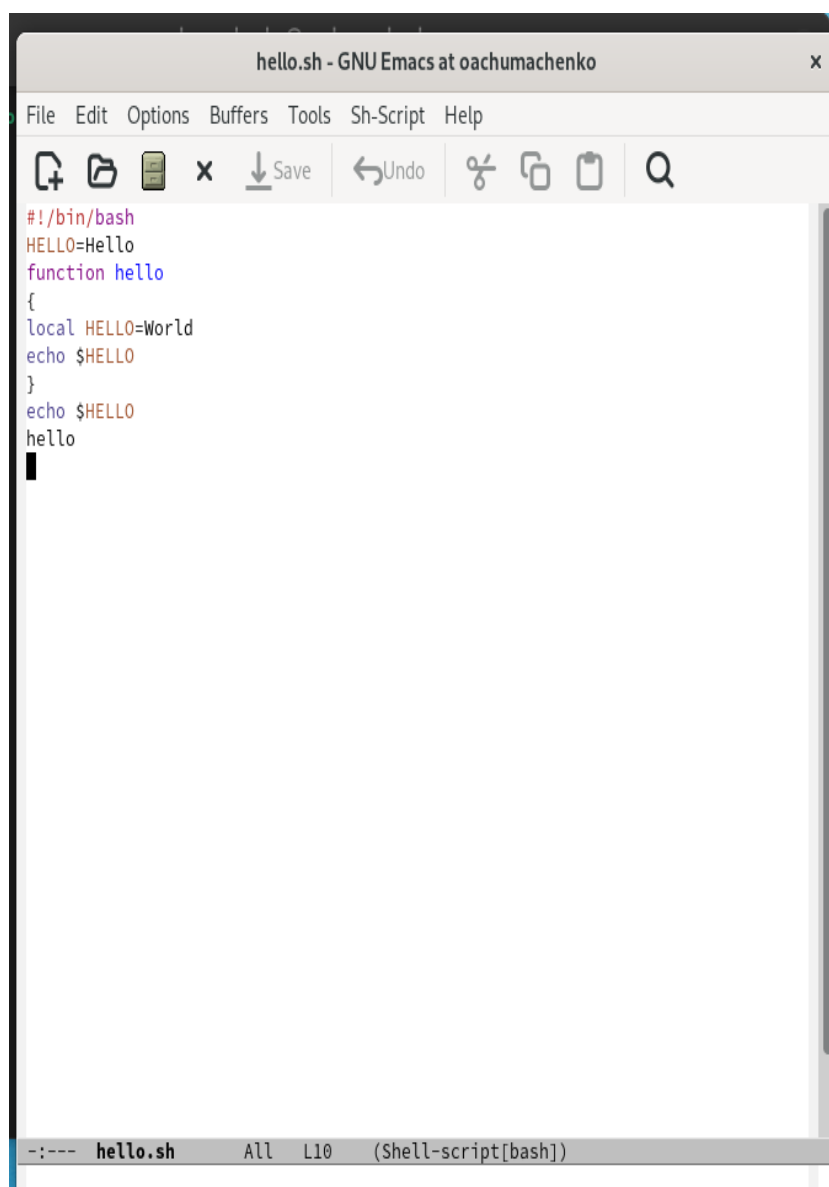 hello.sh - GNU Emacs at oachumachenko x
File Edit Options Buffers Tools Sh-Script Help
Save Undo
#!/bin/bash
HELLO=Hello
function hello
{
local HELLO=World
echo $HELLO
}
echo $HELLO
hello
-:--- hello.sh All L10 (Shell-script[bash])